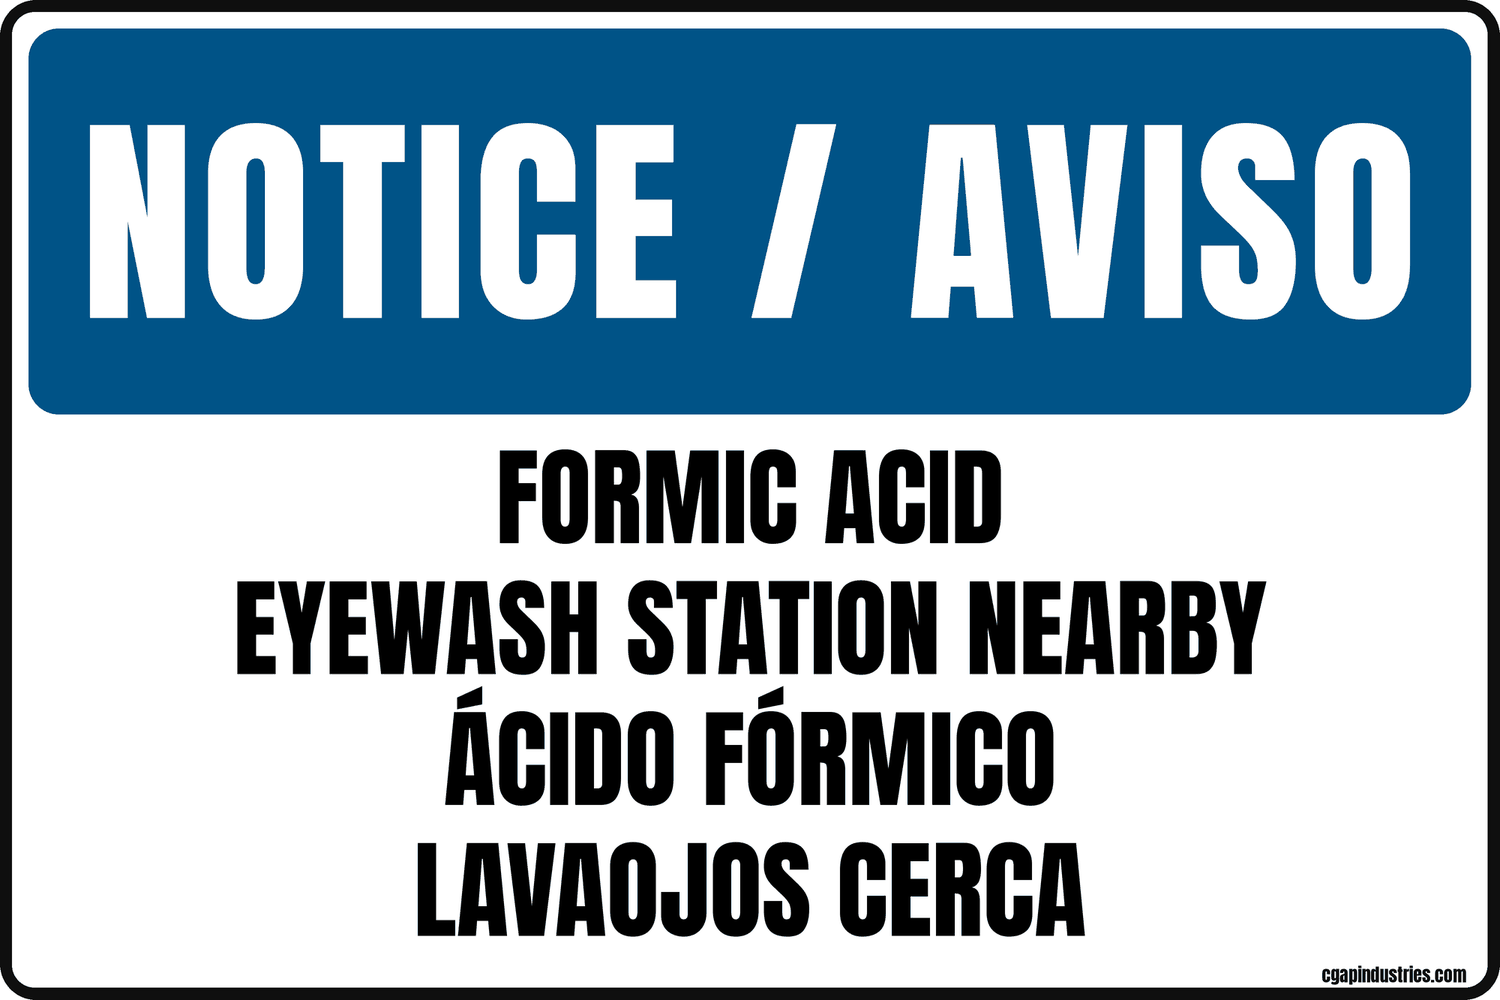 NOTICE / AVISO
FORMIC ACID
EYEWASH STATION NEARBY
ÁCIDO FÓRMICO
LAVAOJOS CERCA
cgapindustries.com